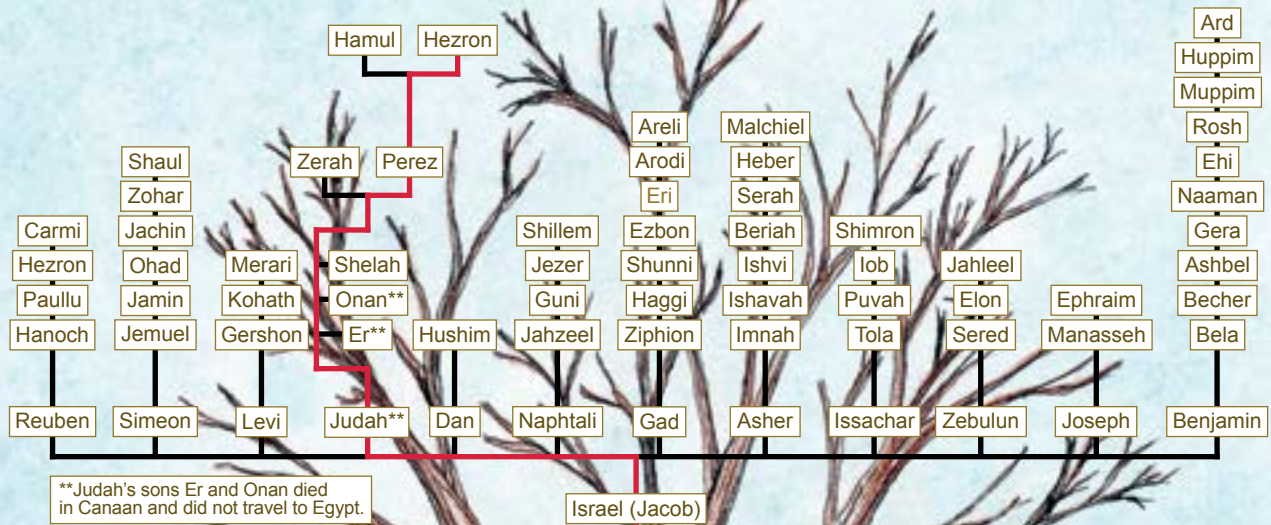 Ard
Hamul Hezron
Huppim
Muppim
Areli Malchiel Rosh
Shaul Zerah Perez Arodi Heber Ehi
Zohar Eri Serah Naaman
Carmi Jachin Shillem Ezbon Beriah Shimron Gera
Hezron Ohad Merari Shelah Jezer Shunni Ishvi Iob Jahleel Ashbel
Paullu Jamin Kohath Onan** Guni Haggi Ishavah Puvah Elon Ephraim Becher
Hanoch Jemuel Gershon Er** Hushim Jahzeel Ziphion Imnah Tola Sered Manasseh Bela
Reuben Simeon Levi Judah** Dan Naphtali Gad Asher Issachar Zebulun Joseph Benjamin
**Judah's sons Er and Onan died
in Canaan and did not travel to Egypt.
Israel (Jacob)